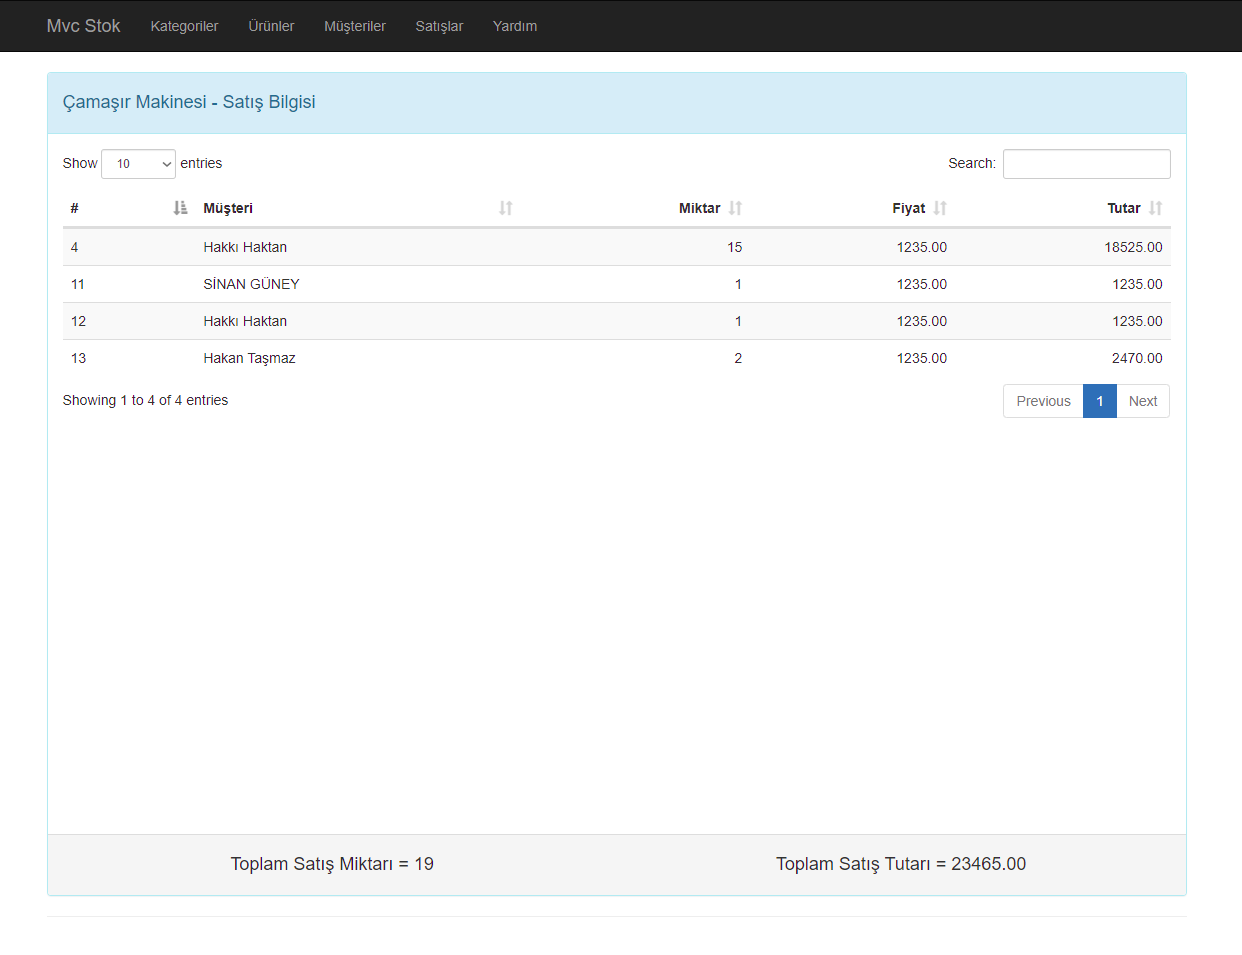 Mvc Stok Kategoriler Ürünler Müşteriler Satışlar Yardım
Çamaşır Makinesi - Satış Bilgisi
Show 10 entries Search:
# Müşteri Miktar Fiyat Tutar
4 Hakkı Haktan 15 1235.00 18525.00
11 SİNAN GÜNEY 1 1235.00 1235.00
12 Hakkı Haktan 1 1235.00 1235.00
13 Hakan Taşmaz 2 1235.00 2470.00
Showing 1 to 4 of 4 entries Previous 1 Next
Toplam Satış Miktarı = 19 Toplam Satış Tutarı = 23465.00